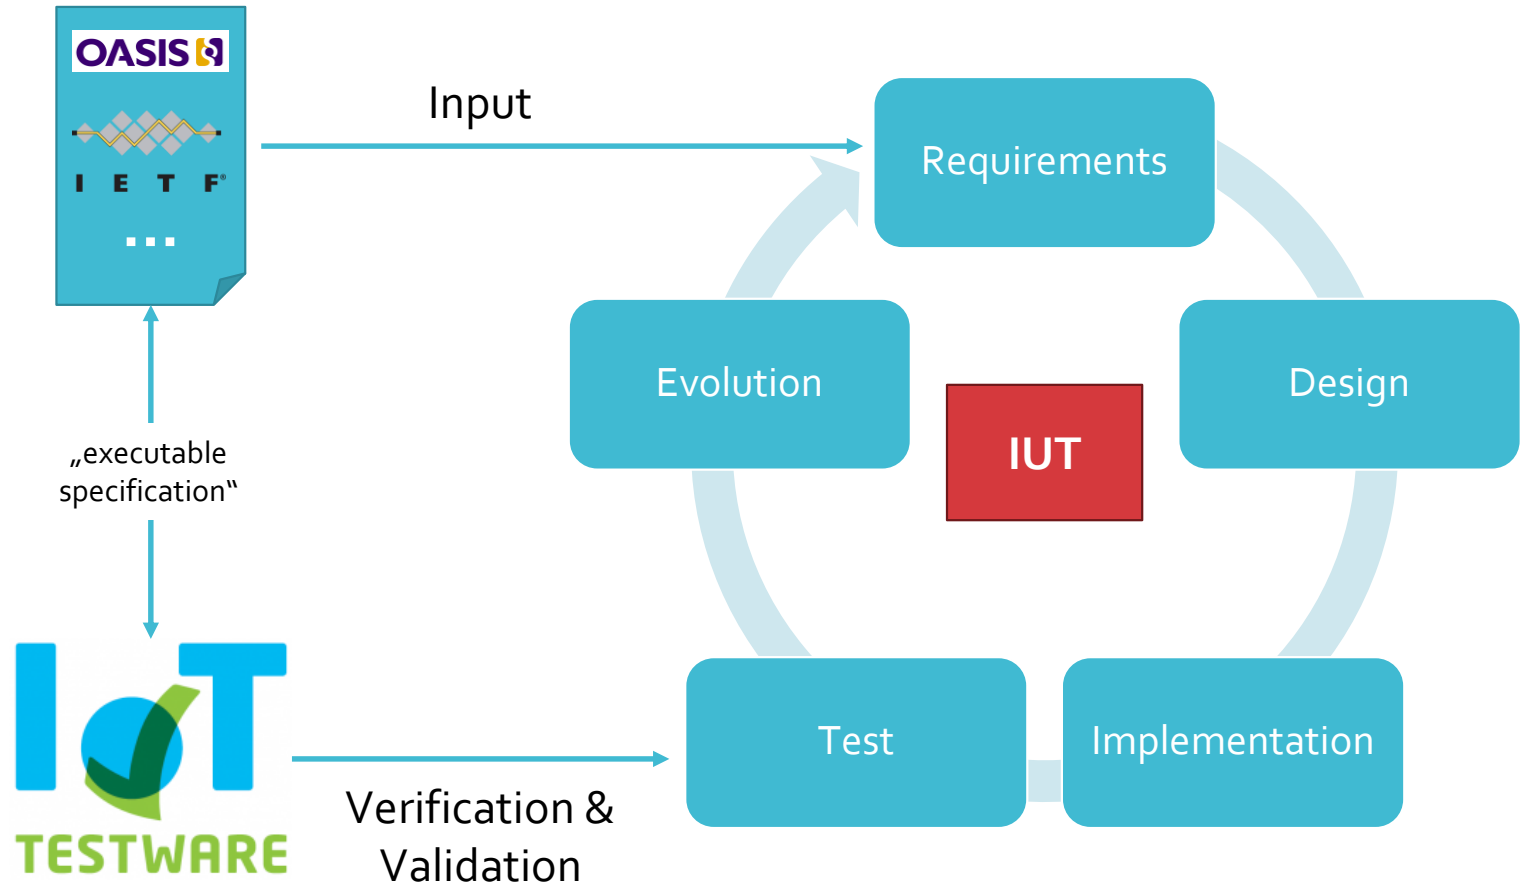 OASIS
I E T F®
...
Input
Requirements
Evolution
Design
IUT
„executable
specification“
IoT
TESTWARE
Test
Implementation
Verification &
Validation